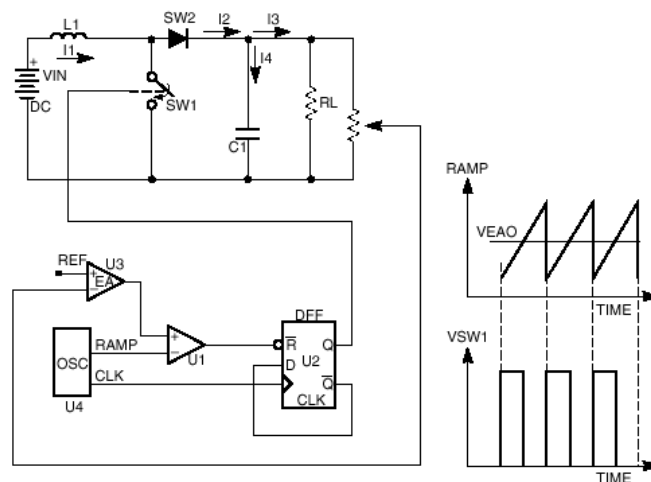 SW2
L1
I2
I3
I1
I4
+
VIN
DC
SW1
C1
RL
REF
+
EA
−
U3
+
−
U1
OSC
RAMP
CLK
U4
DFF
R
Q
D
U2
Q
CLK
RAMP
VEAO
TIME
VSW1
TIME